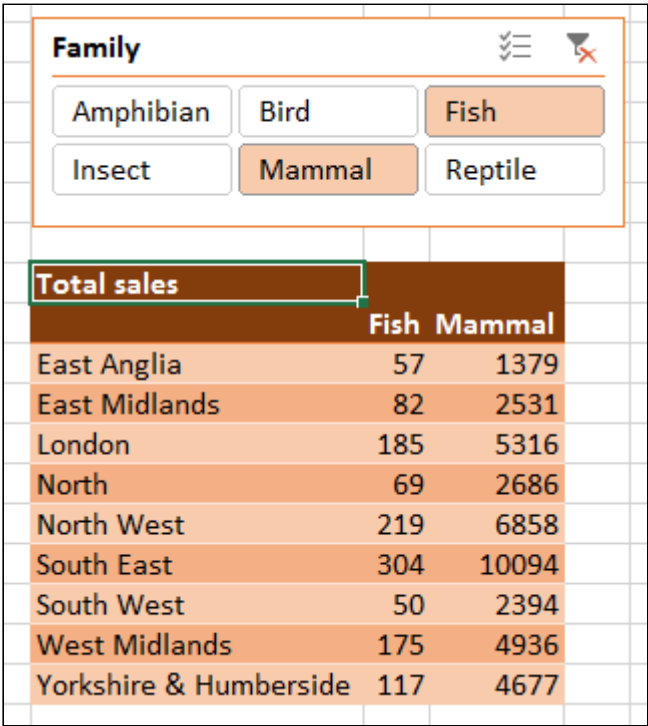 Family
Amphibian Bird Fish
Insect Mammal Reptile
Total sales
Fish Mammal
East Anglia 57 1379
East Midlands 82 2531
London 185 5316
North 69 2686
North West 219 6858
South East 304 10094
South West 50 2394
West Midlands 175 4936
Yorkshire & Humberside 117 4677